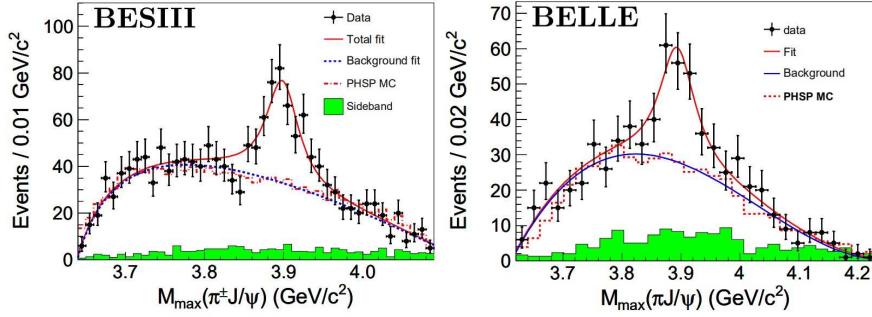 BESIII
Data
Total fit
Background fit
PHSP MC
Sideband
Events / 0.01 GeV/c²
100
80
60
40
20
0
3.7
3.8
3.9
4.0
M_max(π±J/ψ) (GeV/c²)
BELLE
data
Fit
Background
PHSP MC
Events / 0.02 GeV/c²
70
60
50
40
30
20
10
0
3.7
3.8
3.9
4
4.1
4.2
M_max(πJ/ψ) (GeV/c²)